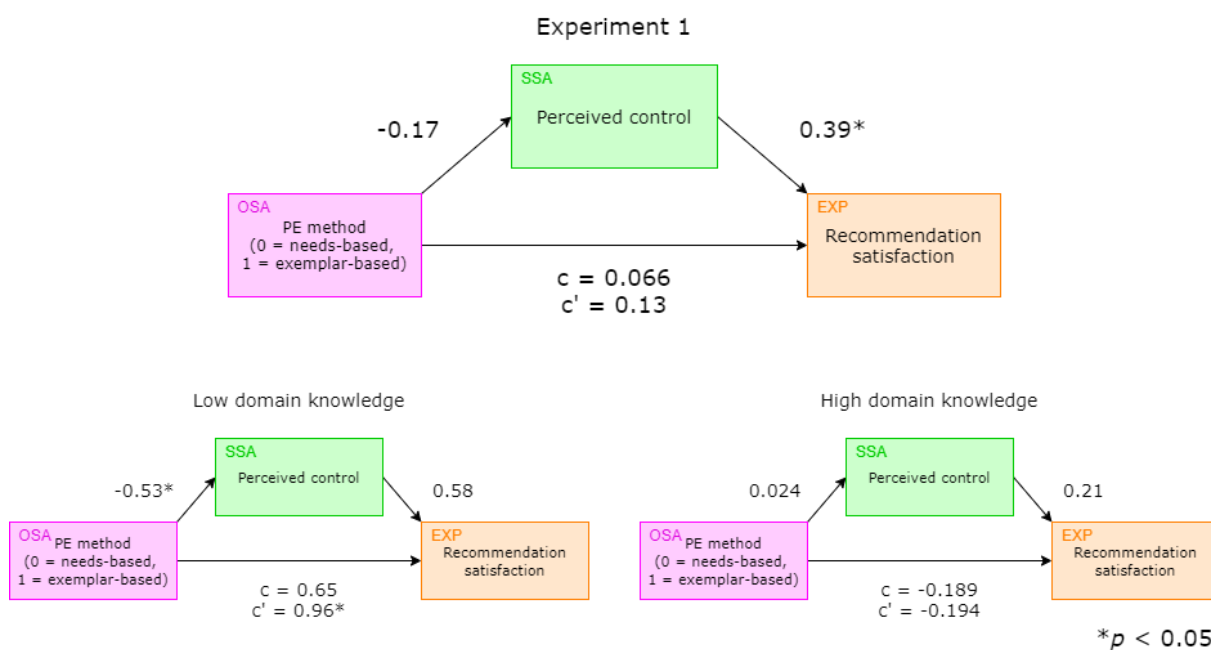 Experiment 1
SSA
Perceived control
-0.17
0.39*
OSA
PE method
(0 = needs-based,
1 = exemplar-based)
EXP
Recommendation
satisfaction
c = 0.066
c' = 0.13
Low domain knowledge
SSA
Perceived control
-0.53*
0.58
OSA
PE method
(0 = needs-based,
1 = exemplar-based)
EXP
Recommendation
satisfaction
c = 0.65
c' = 0.96*
High domain knowledge
SSA
Perceived control
0.024
0.21
OSA
PE method
(0 = needs-based,
1 = exemplar-based)
EXP
Recommendation
satisfaction
c = -0.189
c' = -0.194
*p < 0.05